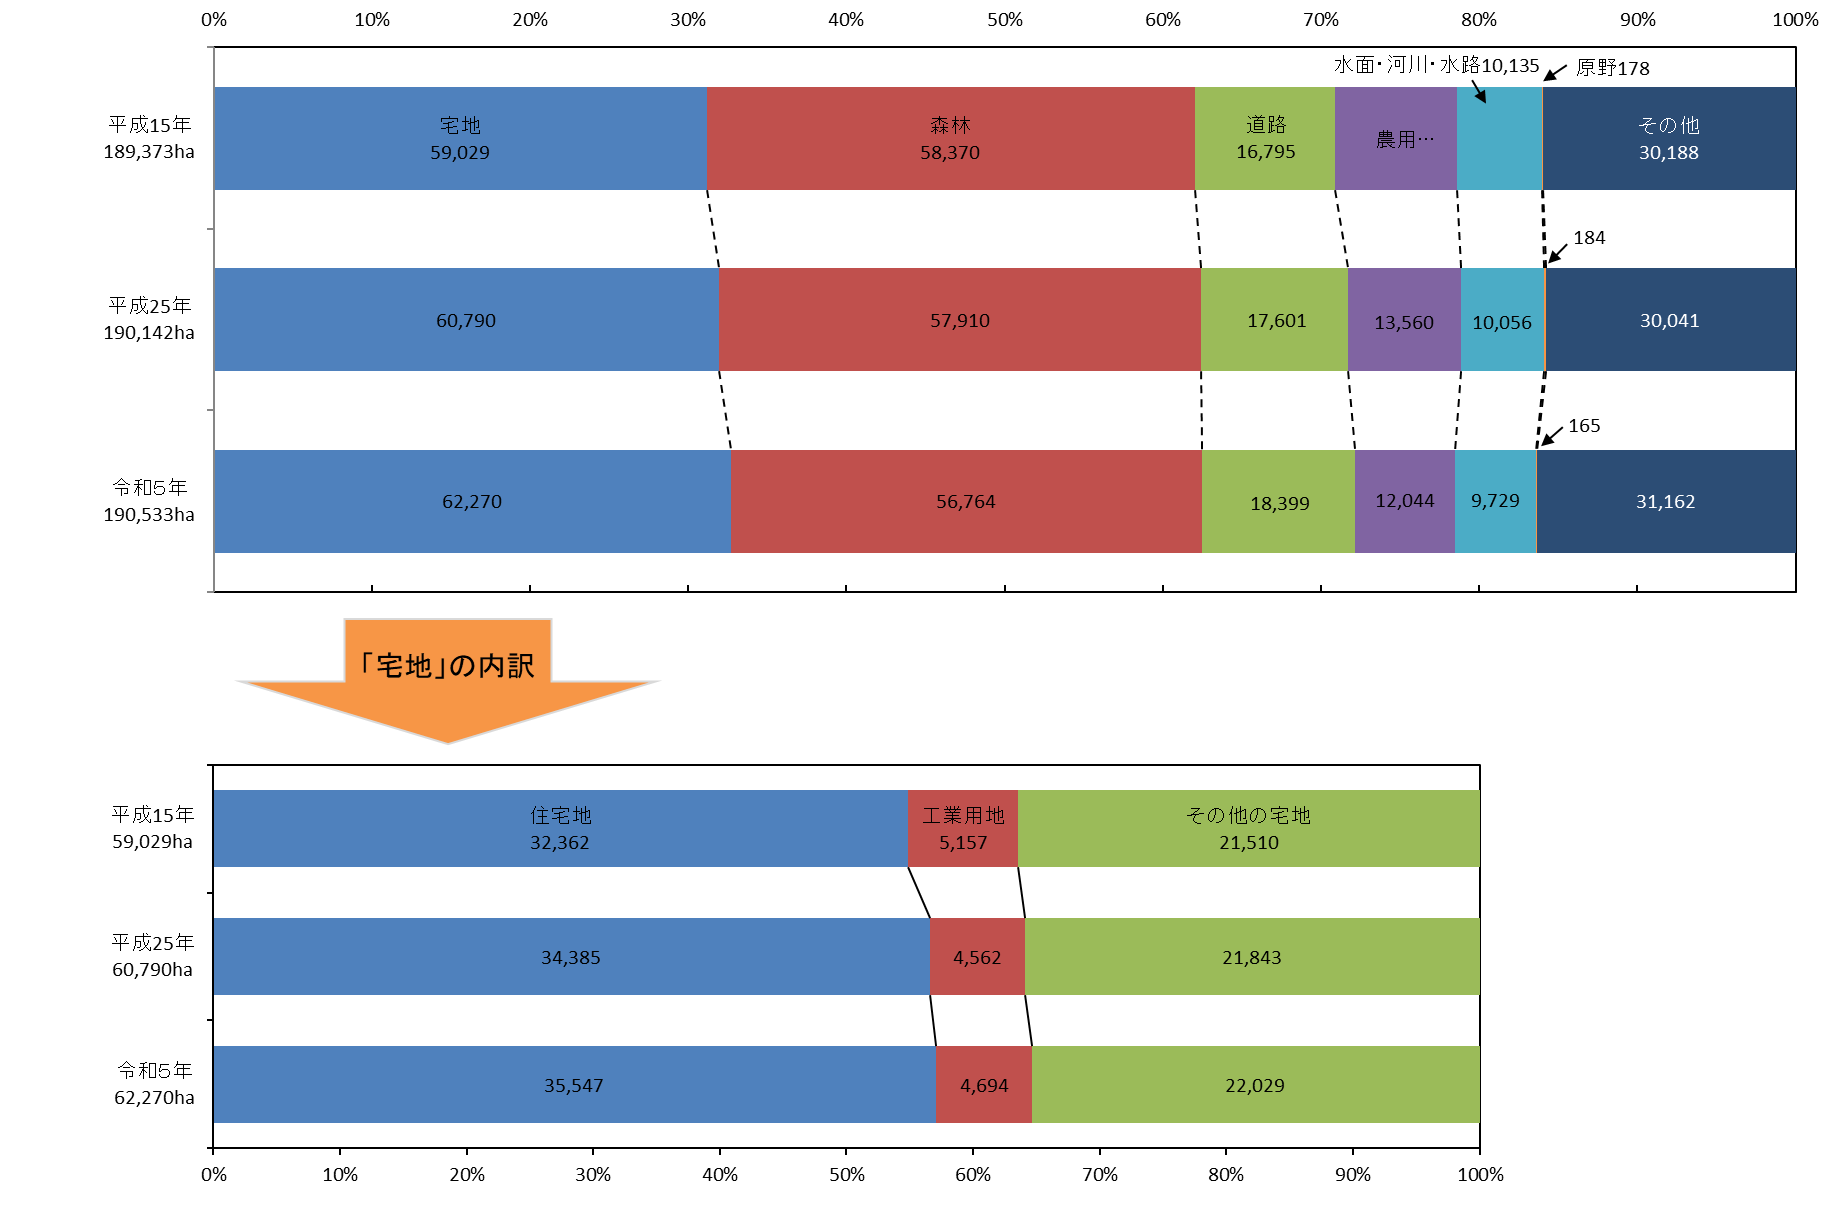 0% 10% 20% 30% 40% 50% 60% 70% 80% 90% 100%
水面・河川・水路10,135
原野178
平成15年
189,373ha
宅地
59,029
森林
58,370
道路
16,795
農用…
その他
30,188
184
平成25年
190,142ha
60,790
57,910
17,601
13,560
10,056
30,041
165
令和5年
190,533ha
62,270
56,764
18,399
12,044
9,729
31,162
「宅地」の内訳
平成15年
59,029ha
住宅地
32,362
工業用地
5,157
その他の宅地
21,510
平成25年
60,790ha
34,385
4,562
21,843
令和5年
62,270ha
35,547
4,694
22,029
0% 10% 20% 30% 40% 50% 60% 70% 80% 90% 100%